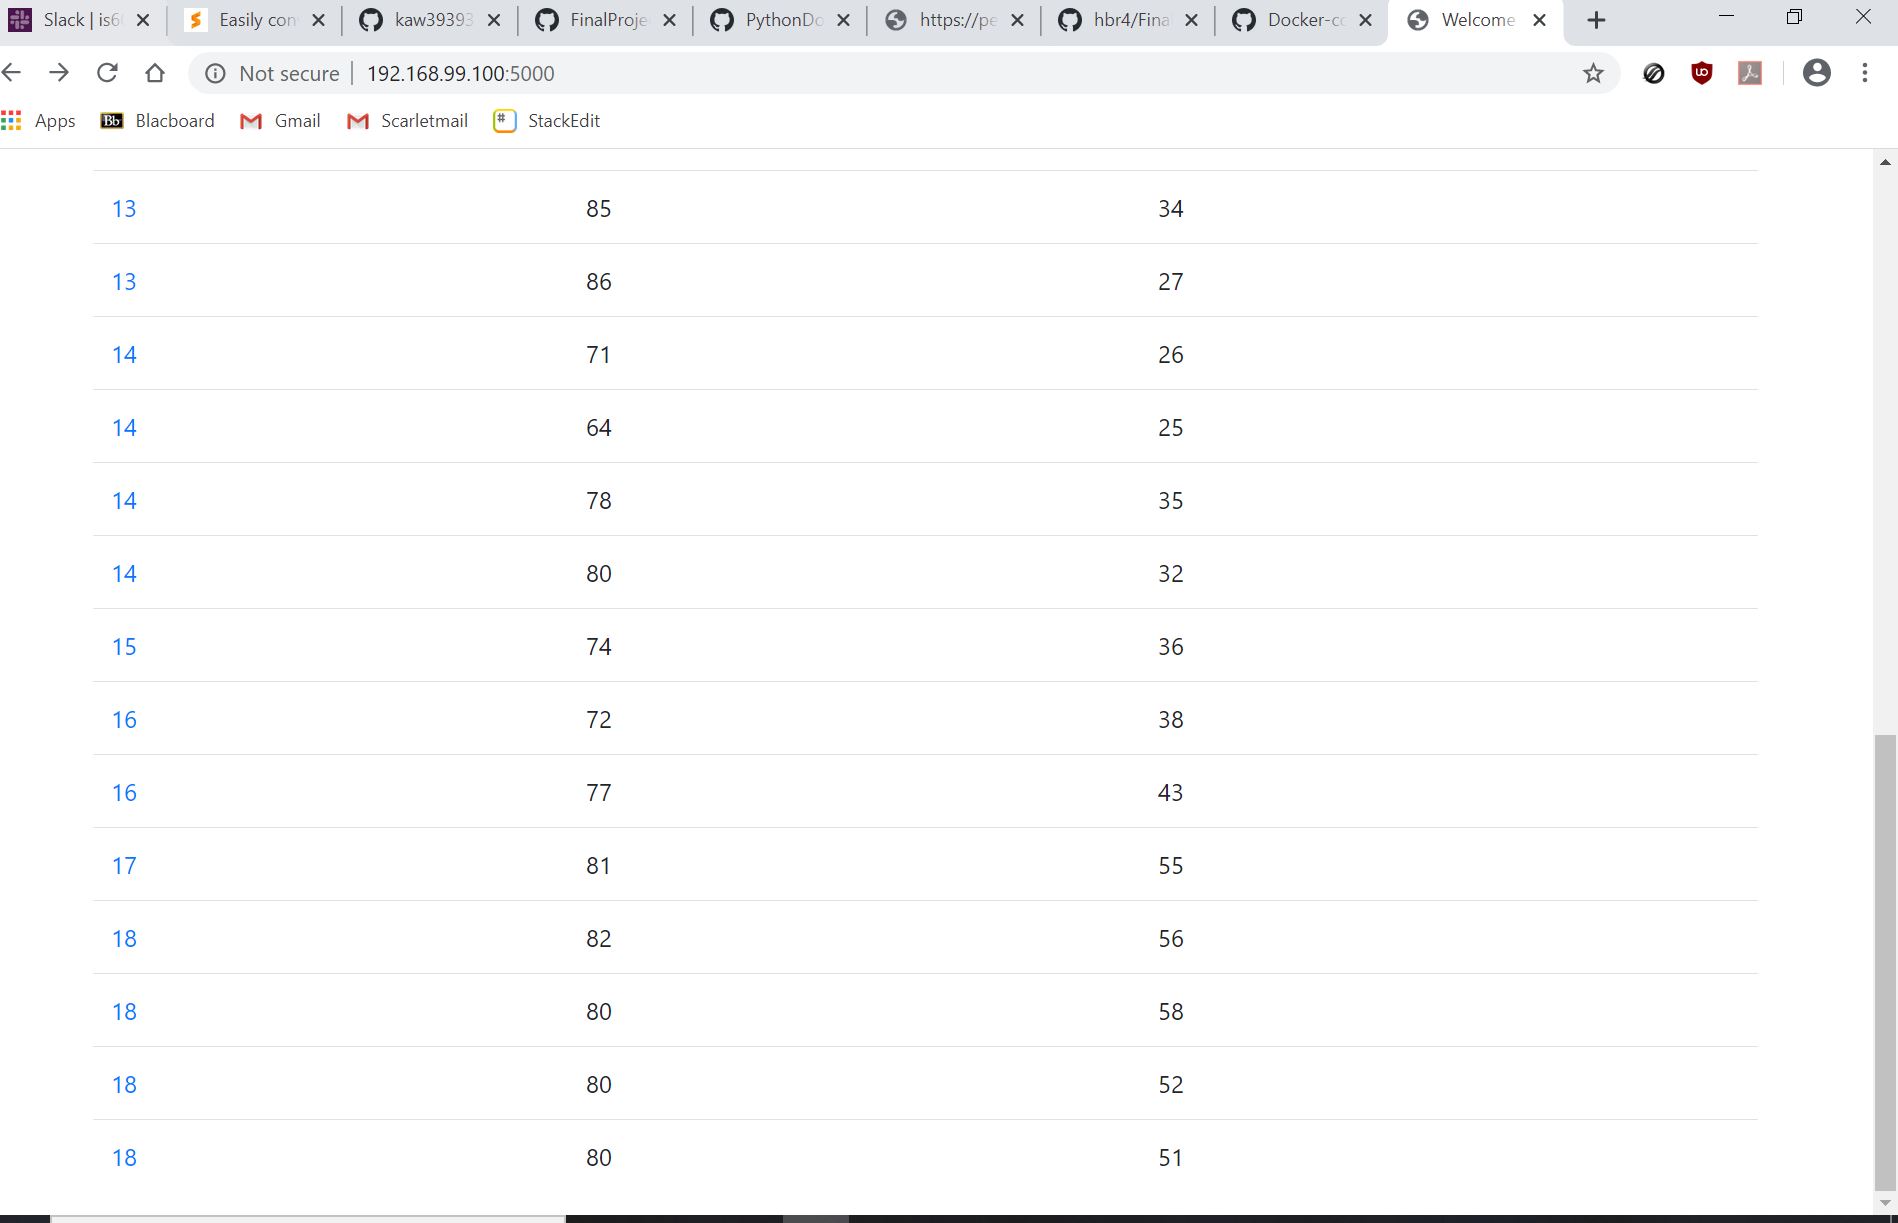 Slack | is60 Easily con kaw39393 FinalProje PythonDo https://pe hbr4/Fina Docker-co Welcome
Not secure 192.168.99.100:5000
Apps Blacboard Gmail Scarletmail StackEdit
13 85 34
13 86 27
14 71 26
14 64 25
14 78 35
14 80 32
15 74 36
16 72 38
16 77 43
17 81 55
18 82 56
18 80 58
18 80 52
18 80 51